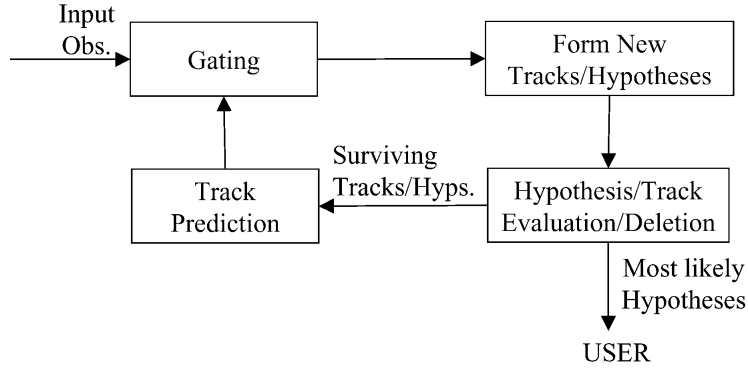 Input
Obs.
Gating
Form New
Tracks/Hypotheses
Surviving
Tracks/Hyps.
Track
Prediction
Hypothesis/Track
Evaluation/Deletion
Most likely
Hypotheses
USER